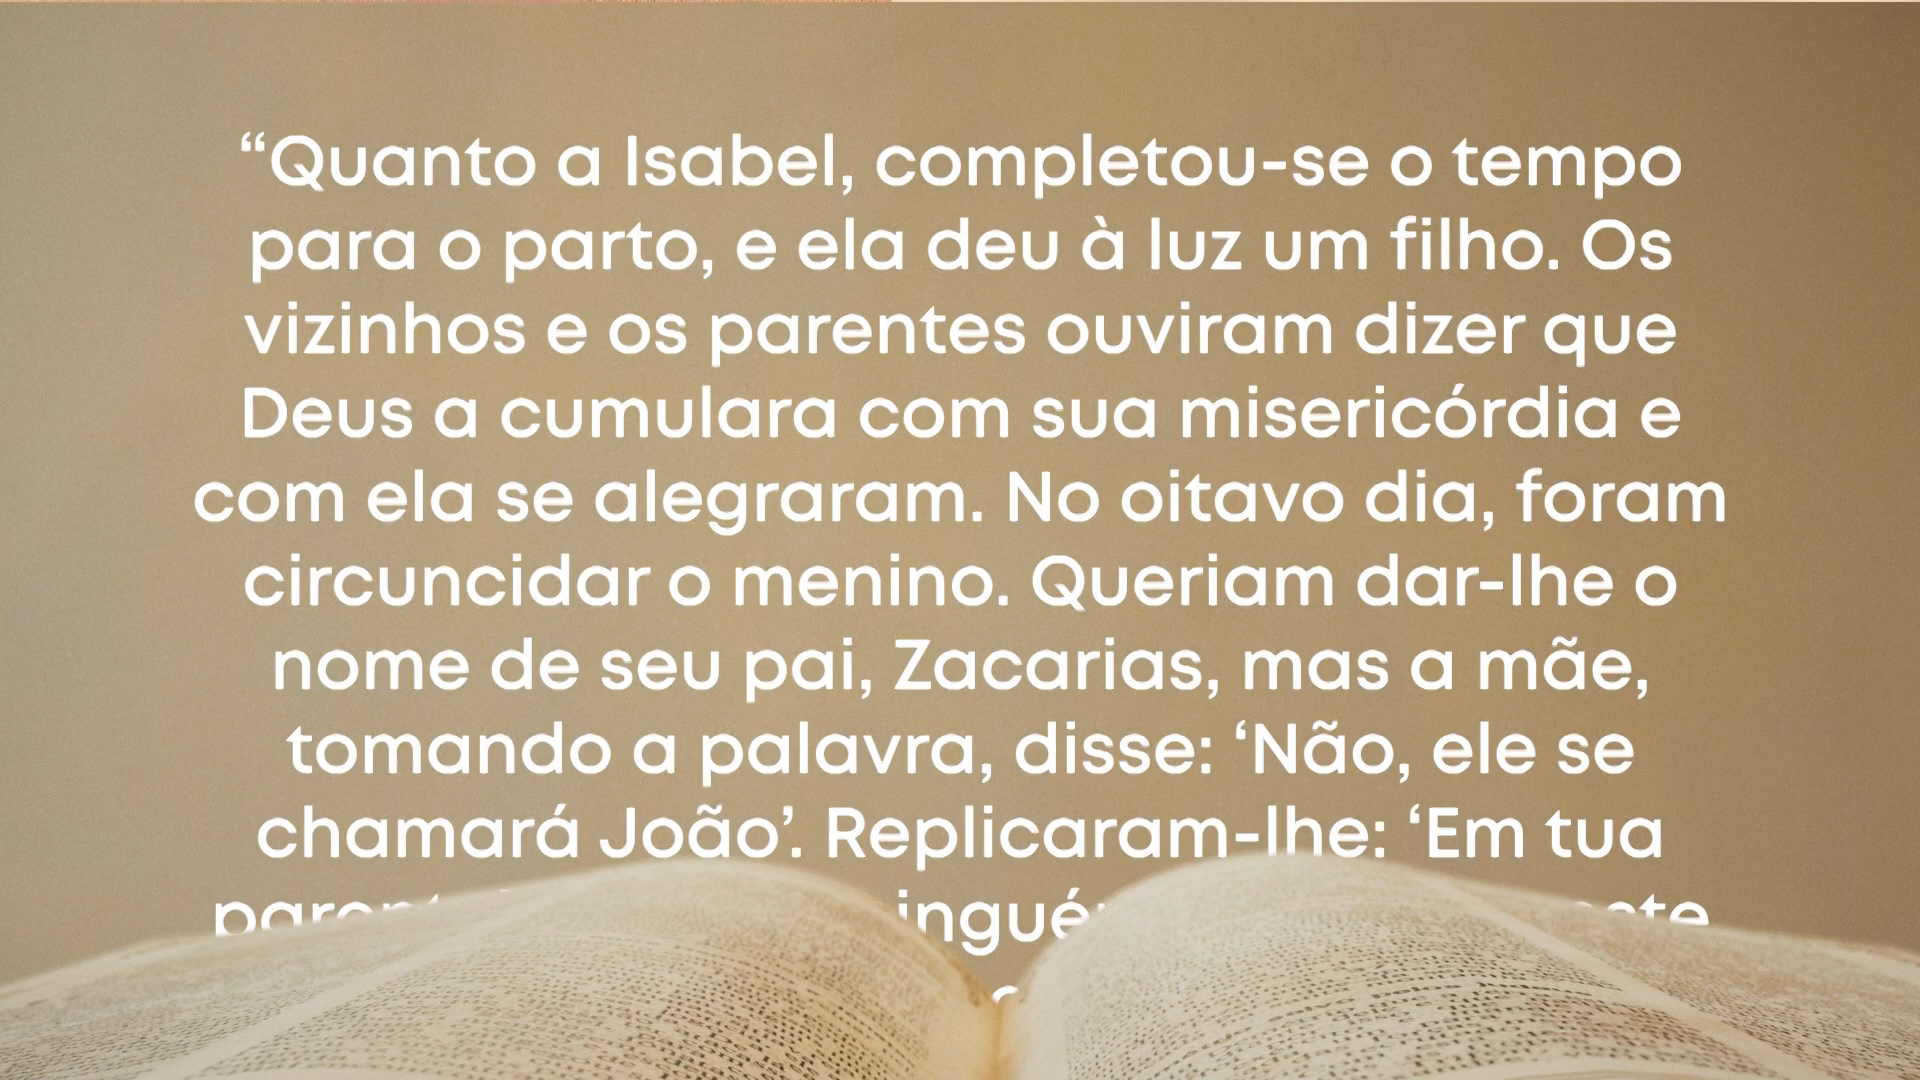 “Quanto a Isabel, completou-se o tempo
para o parto, e ela deu à luz um filho. Os
vizinhos e os parentes ouviram dizer que
Deus a cumulara com sua misericórdia e
com ela se alegraram. No oitavo dia, foram
circuncidar o menino. Queriam dar-lhe o
nome de seu pai, Zacarias, mas a mãe,
tomando a palavra, disse: ‘Não, ele se
chamará João’. Replicaram-lhe: ‘Em tua